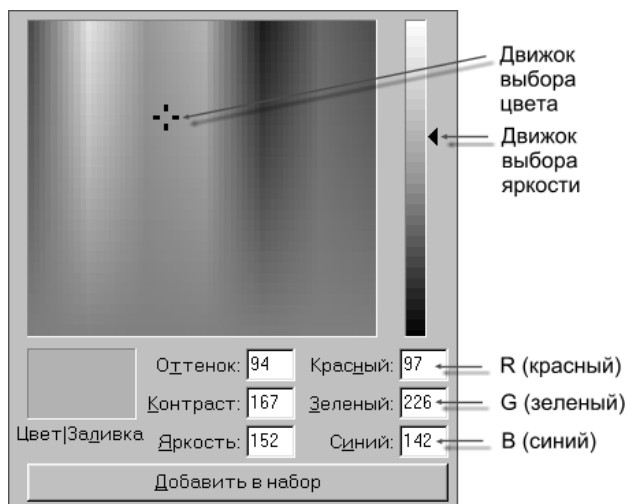 Движок
выбора
цвета
Движок
выбора
яркости
Оттенок: 94 Красный: 97 R (красный)
Контраст: 167 Зеленый: 226 G (зеленый)
Цвет|Заливка Яркость: 152 Синий: 142 B (синий)
Добавить в набор